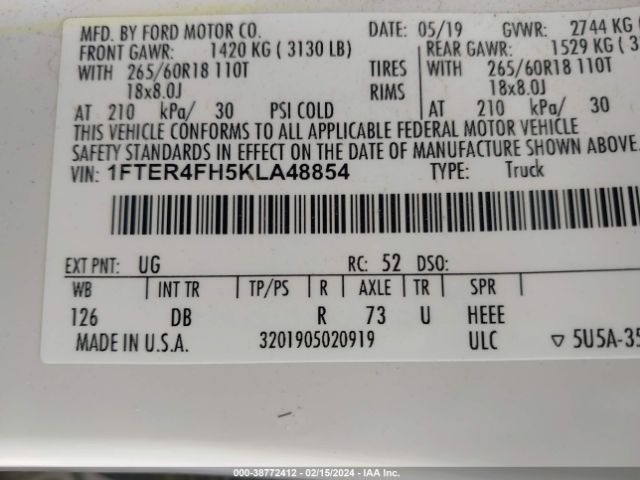 MFD. BY FORD MOTOR CO. DATE: 05/19 GVWR: 2744 KG
FRONT GAWR: 1420 KG ( 3130 LB) REAR GAWR: 1529 KG ( 3
WITH 265/60R18 110T TIRES WITH 265/60R18 110T
18x8.0J RIMS 18x8.0J
AT 210 kPa/ 30 PSI COLD AT 210 kPa/ 30
THIS VEHICLE CONFORMS TO ALL APPLICABLE FEDERAL MOTOR VEHICLE
SAFETY STANDARDS IN EFFECT ON THE DATE OF MANUFACTURE SHOWN ABOVE.
VIN: 1FTER4FH5KLA48854 TYPE: Truck
EXT PNT: UG RC: 52 DSO:
WB INT TR TP/PS R AXLE TR SPR
126 DB R 73 U HEEE
MADE IN U.S.A. 3201905020919 ULC ▽ 5U5A-35
000-38772412 - 02/15/2024 - IAA Inc.